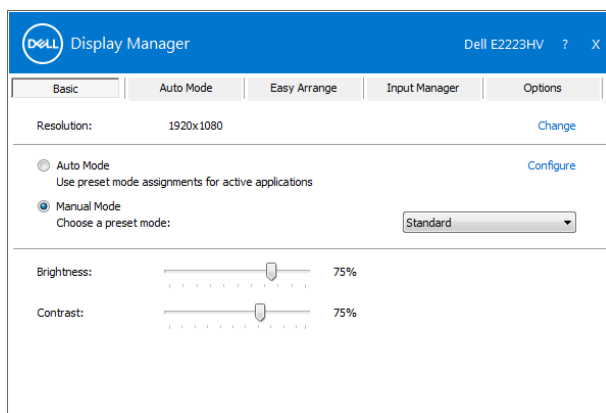 DELL Display Manager Dell E2223HV ? X
Basic Auto Mode Easy Arrange Input Manager Options
Resolution: 1920x1080 Change
Auto Mode Configure
Use preset mode assignments for active applications
Manual Mode
Choose a preset mode: Standard
Brightness: 75%
Contrast: 75%